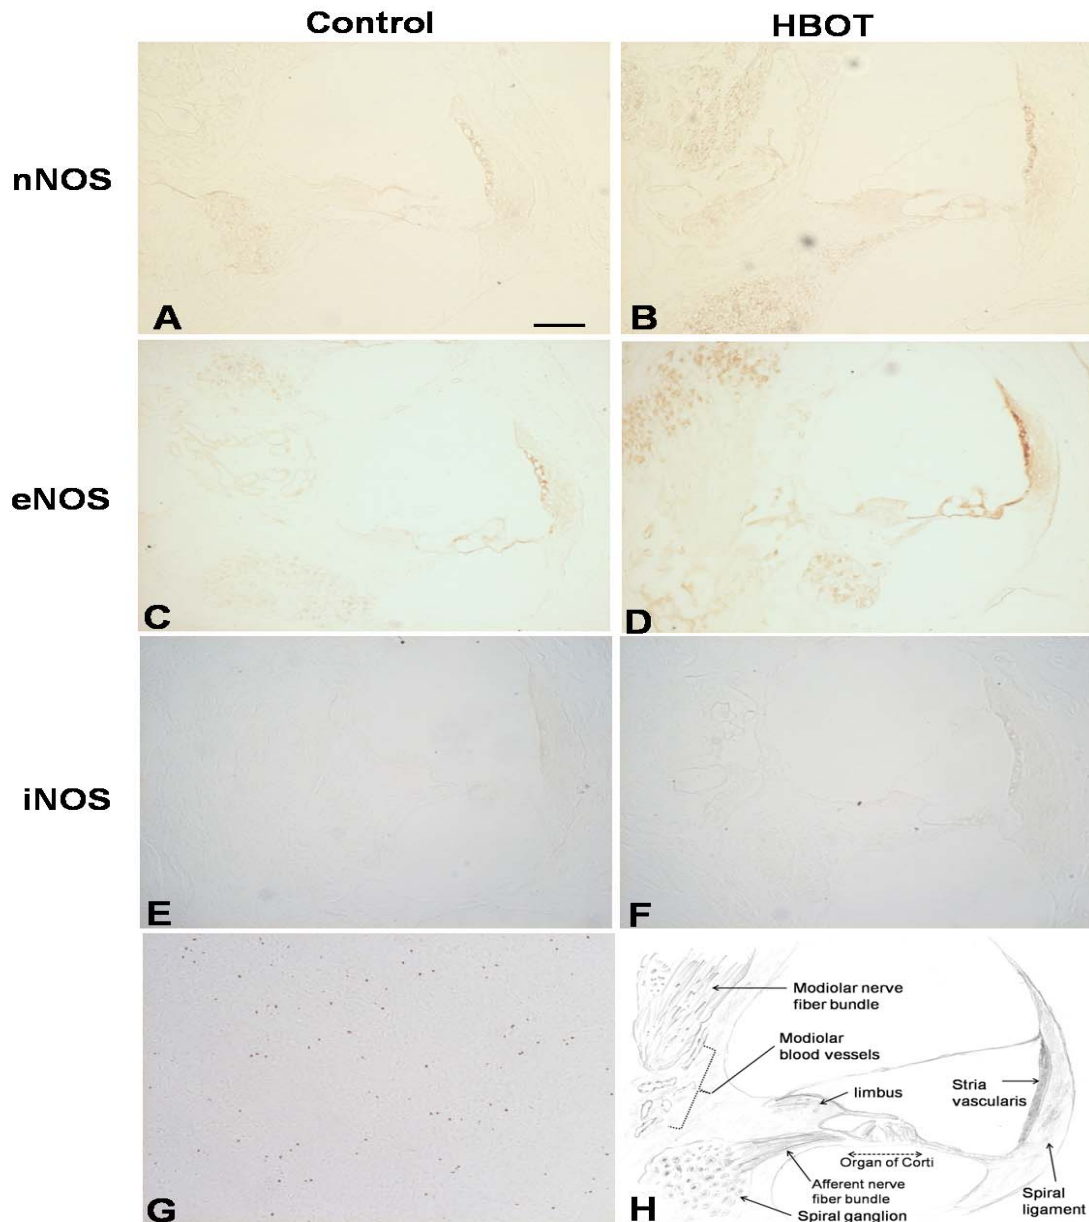 Control
HBOT
nNOS
A
B
eNOS
C
D
iNOS
E
F
G
Modiolar nerve
fiber bundle
Modiolar
blood vessels
limbus
Stria
vascularis
Organ of Corti
Afferent nerve
fiber bundle
Spiral ganglion
Spiral
ligament
H